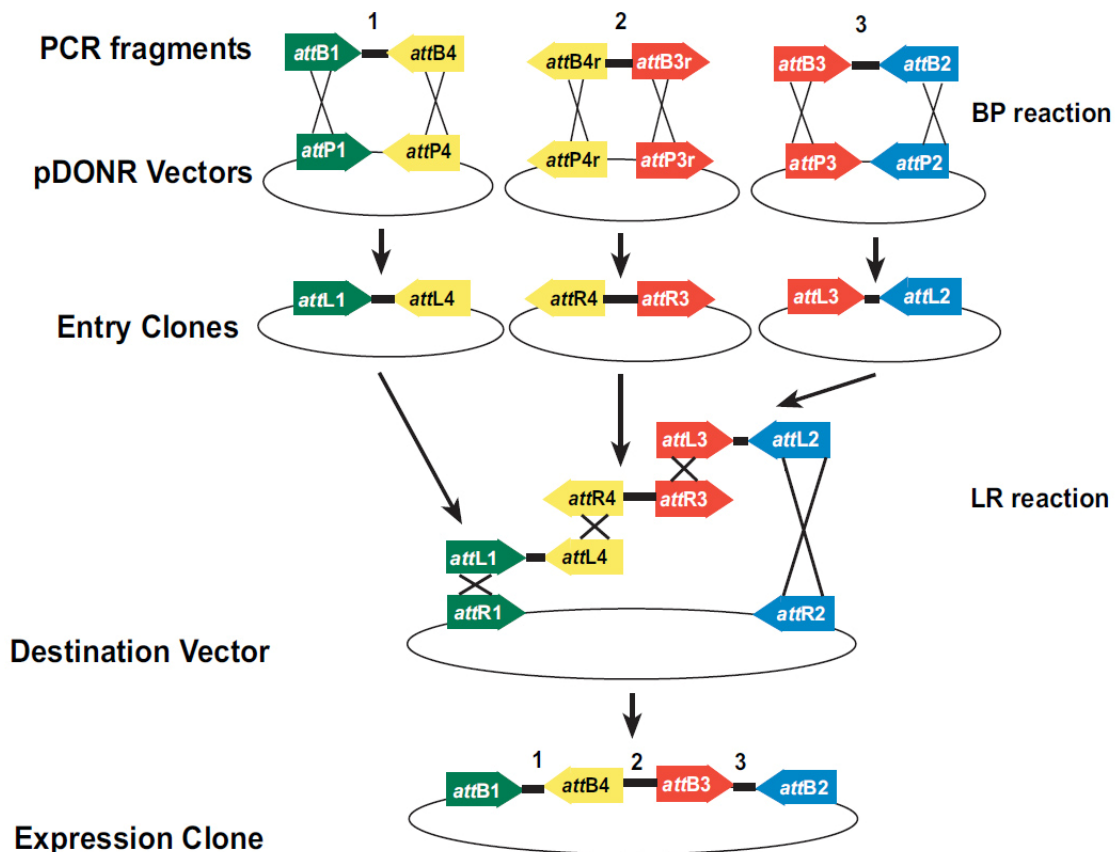 1
2
3
PCR fragments
attB1
attB4
attB4r
attB3r
attB3
attB2
BP reaction
attP1
attP4
attP4r
attP3r
attP3
attP2
pDONR Vectors
attL1
attL4
attR4
attR3
attL3
attL2
Entry Clones
attL3
attL2
attR4
attR3
LR reaction
attL1
attL4
attR1
attR2
Destination Vector
1
2
3
attB1
attB4
attB3
attB2
Expression Clone